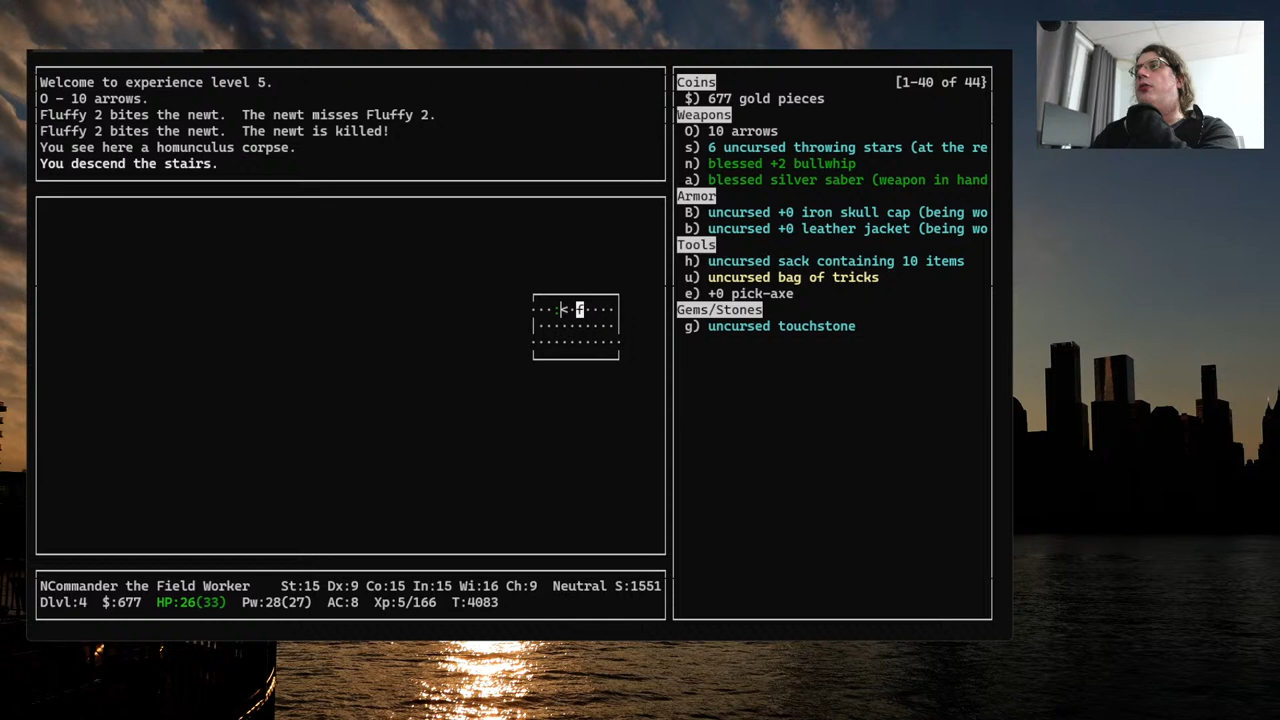 Welcome to experience level 5.
O - 10 arrows.
Fluffy 2 bites the newt.  The newt misses Fluffy 2.
Fluffy 2 bites the newt.  The newt is killed!
You see here a homunculus corpse.
You descend the stairs.
···:<·f····
··········
···········
NCommander the Field Worker    St:15 Dx:9 Co:15 In:15 Wi:16 Ch:9  Neutral S:1551
Dlvl:4  $:677  HP:26(33)  Pw:28(27)  AC:8  Xp:5/166  T:4083
Coins [1-40 of 44}
$) 677 gold pieces
Weapons
O) 10 arrows
s) 6 uncursed throwing stars (at the re
n) blessed +2 bullwhip
a) blessed silver saber (weapon in hand
Armor
B) uncursed +0 iron skull cap (being wo
b) uncursed +0 leather jacket (being wo
Tools
h) uncursed sack containing 10 items
u) uncursed bag of tricks
e) +0 pick-axe
Gems/Stones
g) uncursed touchstone